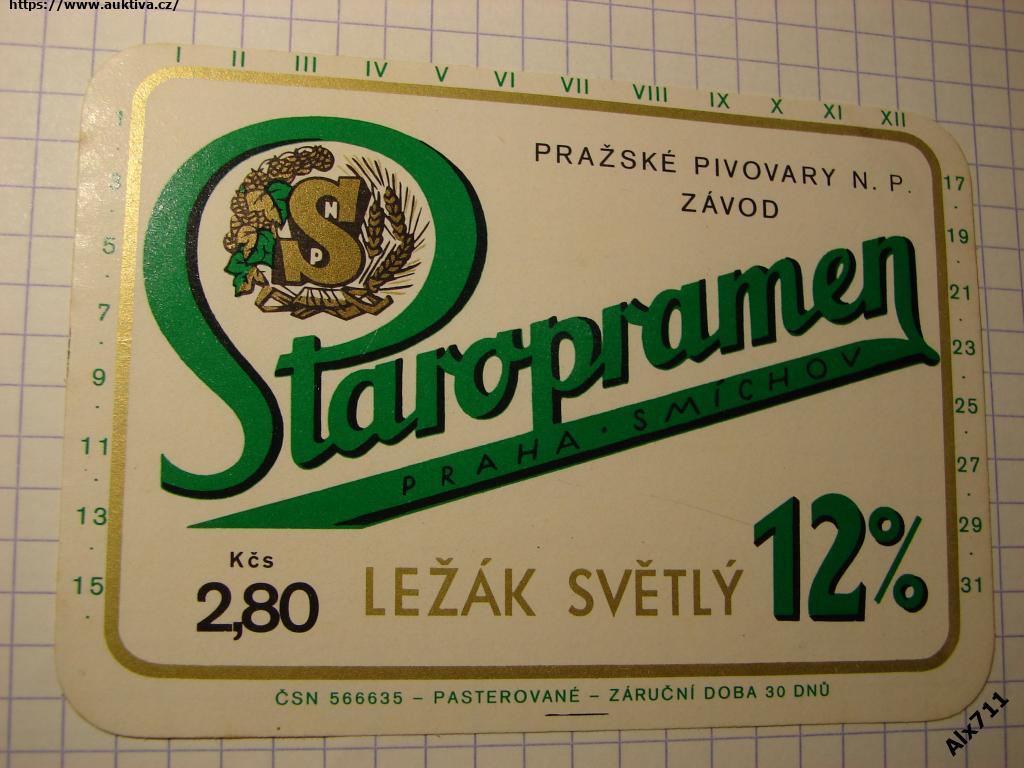 https://www.auktiva.cz/
I II III IV V VI VII VIII IX X XI XII
1
3
5
7
9
11
13
15
PRAŽSKÉ PIVOVARY N. P.
ZÁVOD
S
N
P
Staropramen
PRAHA · SMÍCHOV
17
19
21
23
25
27
29
31
Kčs
2,80
LEŽÁK SVĚTLÝ 12%
ČSN 566635 – PASTEROVANÉ – ZÁRUČNÍ DOBA 30 DNŮ
Alx711